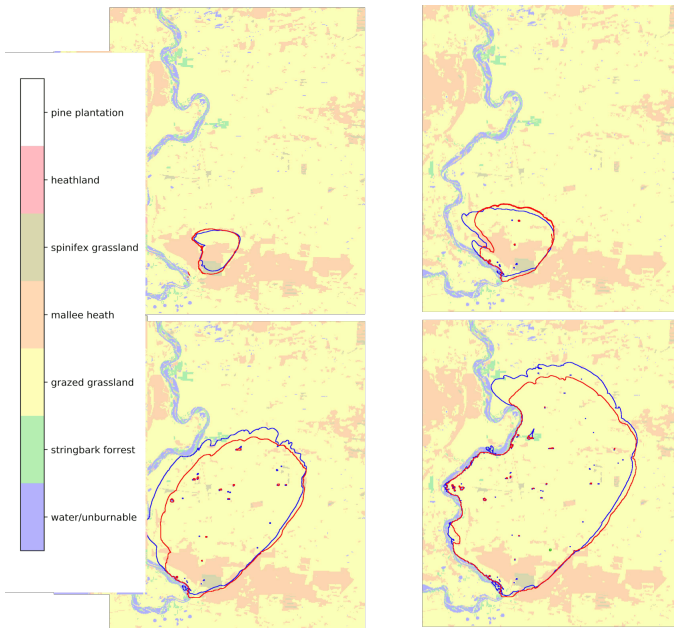 pine plantation
heathland
spinifex grassland
mallee heath
grazed grassland
stringbark forrest
water/unburnable